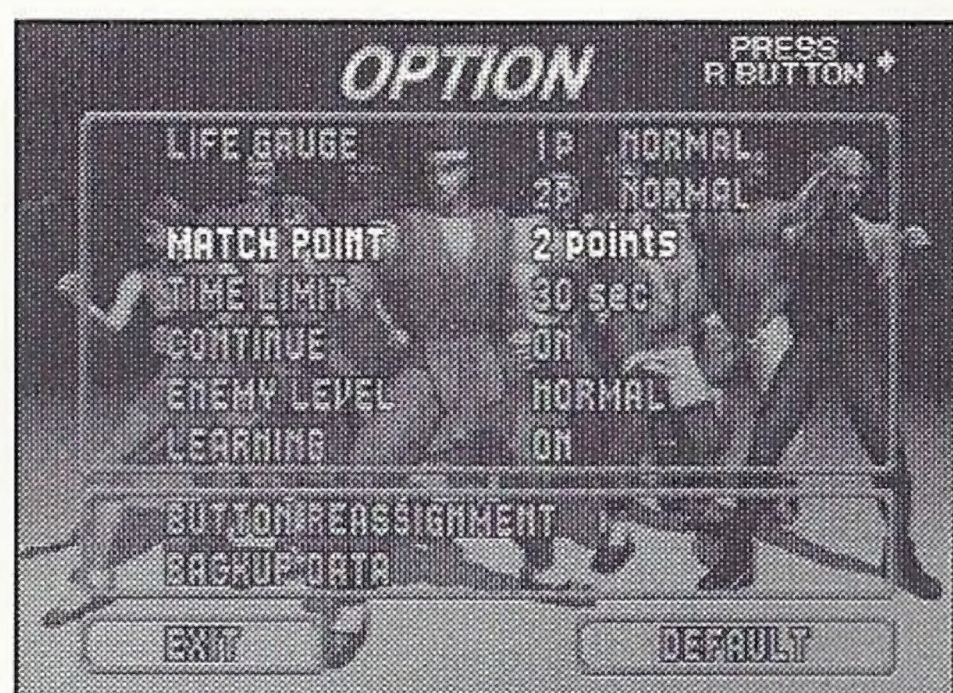 OPTION
PRESS
R BUTTON
LIFE GAUGE 1P NORMAL
2P NORMAL
MATCH POINT 2 points
TIME LIMIT 30 sec
CONTINUE ON
ENEMY LEVEL NORMAL
LEARNING ON
BUTTON REASSIGNMENT
BACKUP DATA
EXIT DEFAULT